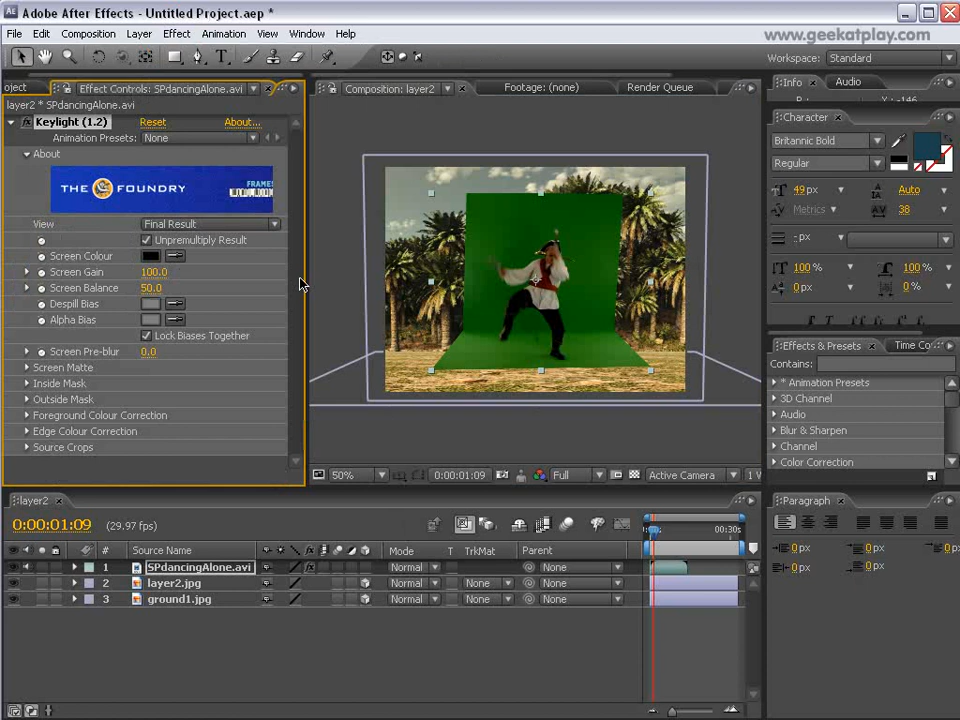 Adobe After Effects - Untitled Project.aep *
File Edit Composition Layer Effect Animation View Window Help
www.geekatplay.com
Workspace: Standard
oject Effect Controls: SPdancingAlone.avi
Composition: layer2 Footage: (none) Render Queue
Info Audio
layer2 * SPdancingAlone.avi
Keylight (1.2) Reset About...
Animation Presets: None
About
THE FOUNDRY FRAMES
View Final Result
Unpremultiply Result
Screen Colour
Screen Gain 100.0
Screen Balance 50.0
Despill Bias
Alpha Bias
Lock Biases Together
Screen Pre-blur 0.0
Screen Matte
Inside Mask
Outside Mask
Foreground Colour Correction
Edge Colour Correction
Source Crops
50% 0:00:01:09 Full Active Camera 1 V
Character
Britannic Bold
Regular
49 px Auto
Metrics 38
- px
100 % 100 %
0 px 0 %
T T TT
Effects & Presets Time Co
Contains:
* Animation Presets
3D Channel
Audio
Blur & Sharpen
Channel
Color Correction
layer2
0:00:01:09 (29.97 fps)
00:30s
# Source Name Mode T TrkMat Parent
1 SPdancingAlone.avi Normal None
2 layer2.jpg Normal None None
3 ground1.jpg Normal None None
Paragraph
0 px 0 px 0 px
0 px 0 px